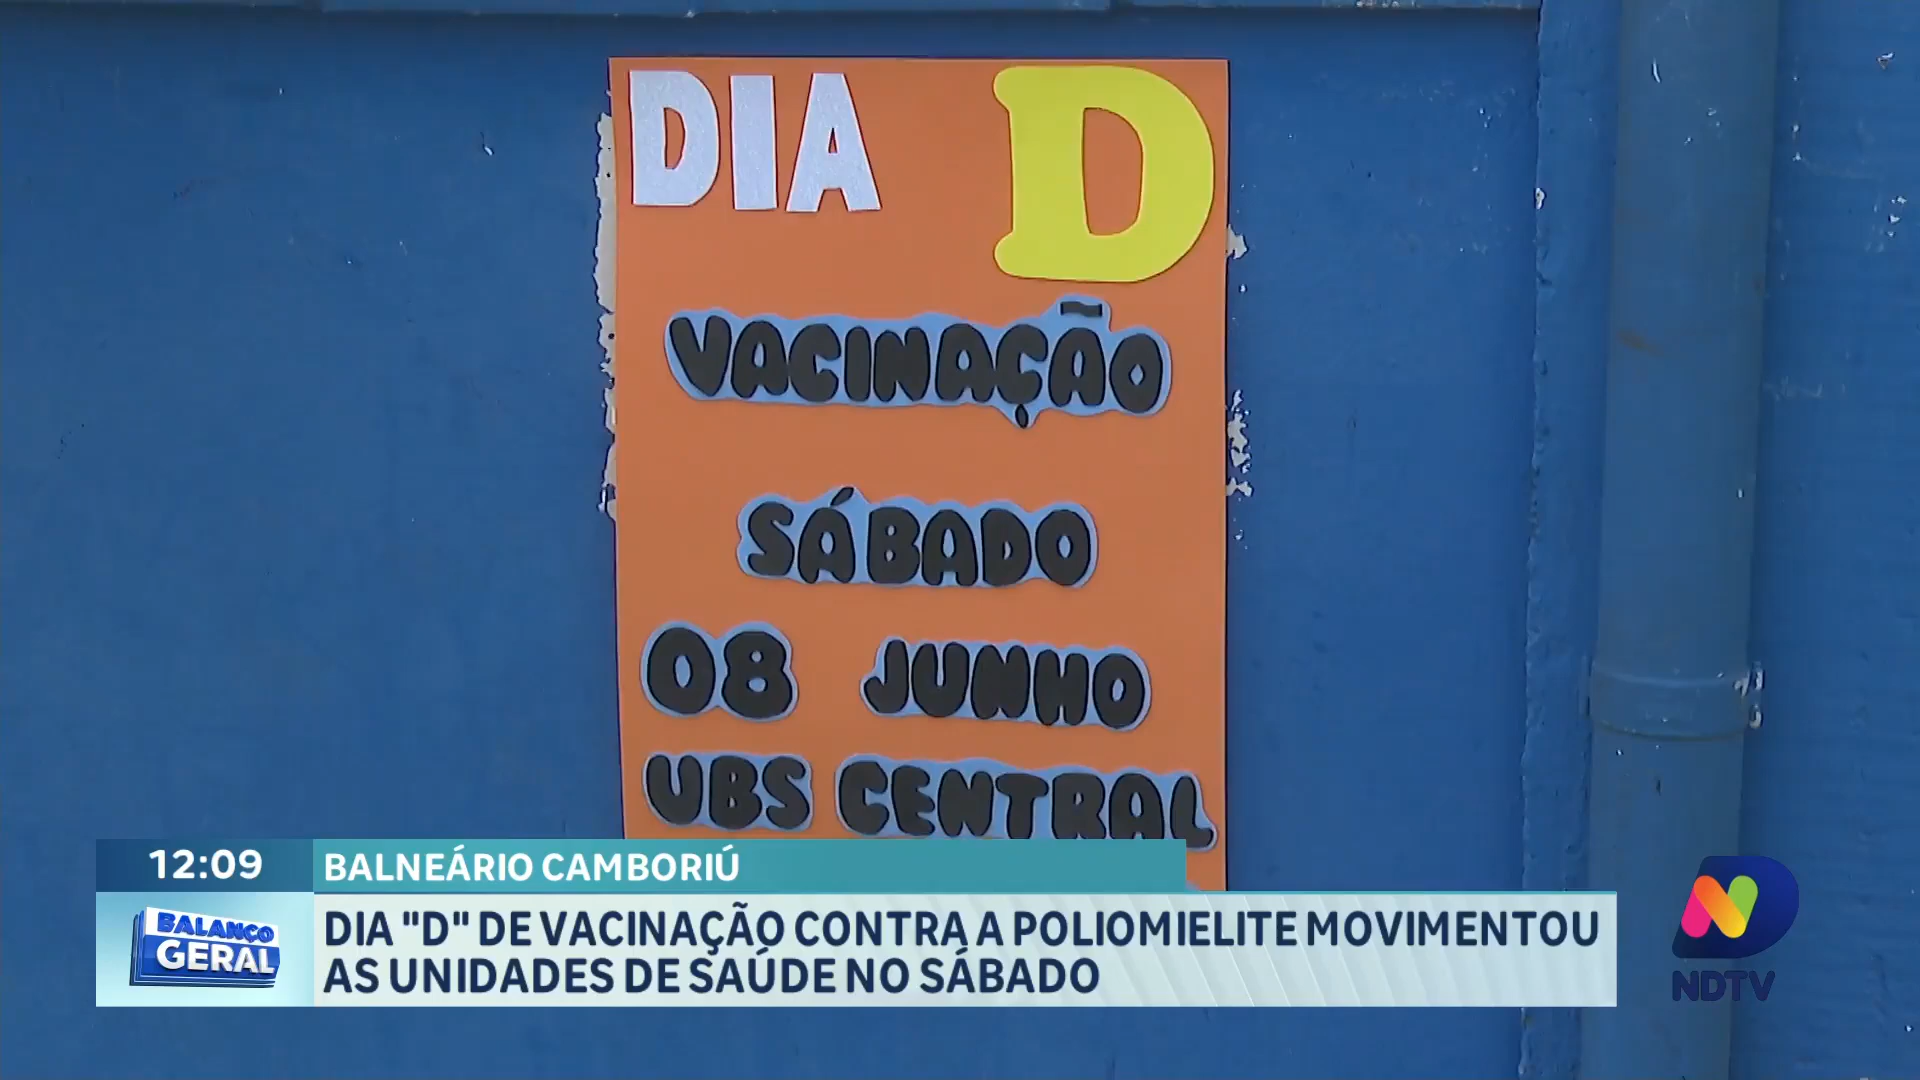 DIA D
VACINAÇÃO
SÁBADO
08 JUNHO
UBS CENTRAL
12:09 BALNEÁRIO CAMBORIÚ
BALANÇO
GERAL
DIA "D" DE VACINAÇÃO CONTRA A POLIOMIELITE MOVIMENTOU
AS UNIDADES DE SAÚDE NO SÁBADO
NDTV